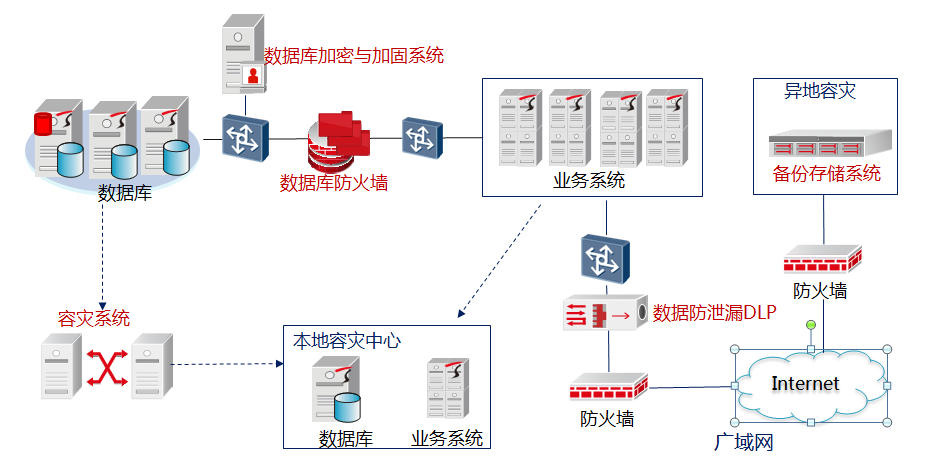 数据库加密与加固系统
异地容灾
备份存储系统
数据库防火墙
业务系统
数据库
防火墙
容灾系统
数据防泄漏DLP
本地容灾中心
Internet
防火墙
数据库
业务系统
广域网